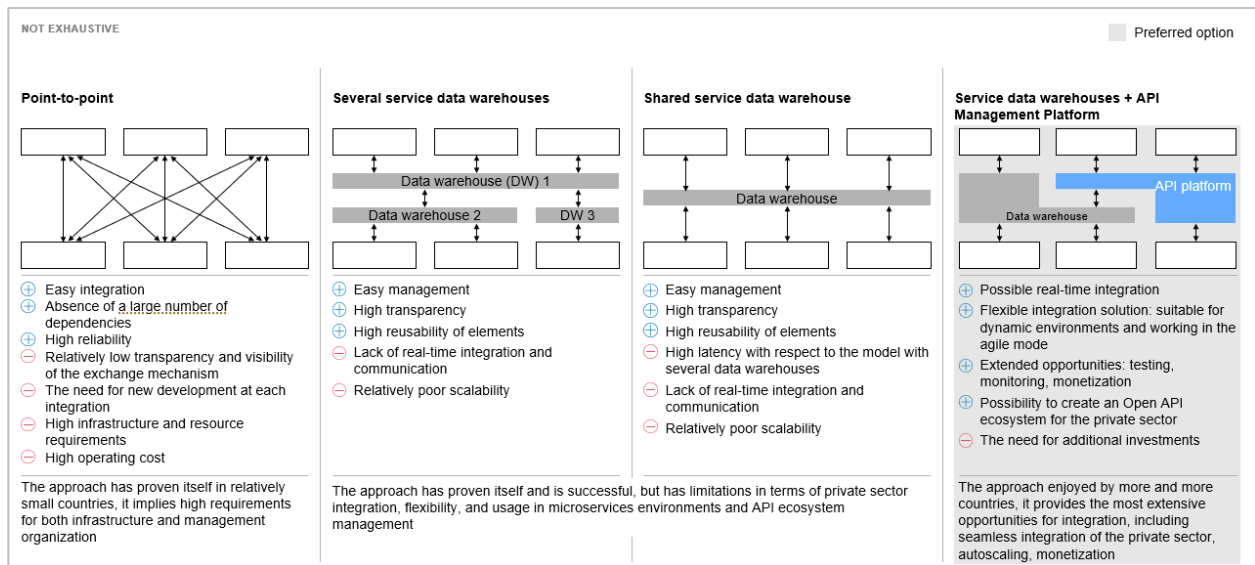 NOT EXHAUSTIVE
Preferred option
Point-to-point
Easy integration
Absence of a large number of
dependencies
High reliability
Relatively low transparency and visibility
of the exchange mechanism
The need for new development at each
integration
High infrastructure and resource
requirements
High operating cost
The approach has proven itself in relatively
small countries, it implies high requirements
for both infrastructure and management
organization
Several service data warehouses
Data warehouse (DW) 1
Data warehouse 2
DW 3
Easy management
High transparency
High reusability of elements
Lack of real-time integration and
communication
Relatively poor scalability
Shared service data warehouse
Data warehouse
Easy management
High transparency
High reusability of elements
High latency with respect to the model with
several data warehouses
Lack of real-time integration and
communication
Relatively poor scalability
The approach has proven itself and is successful, but has limitations in terms of private sector
integration, flexibility, and usage in microservices environments and API ecosystem
management
Service data warehouses + API
Management Platform
API platform
Data warehouse
Possible real-time integration
Flexible integration solution: suitable for
dynamic environments and working in the
agile mode
Extended opportunities: testing,
monitoring, monetization
Possibility to create an Open API
ecosystem for the private sector
The need for additional investments
The approach enjoyed by more and more
countries, it provides the most extensive
opportunities for integration, including
seamless integration of the private sector,
autoscaling, monetization